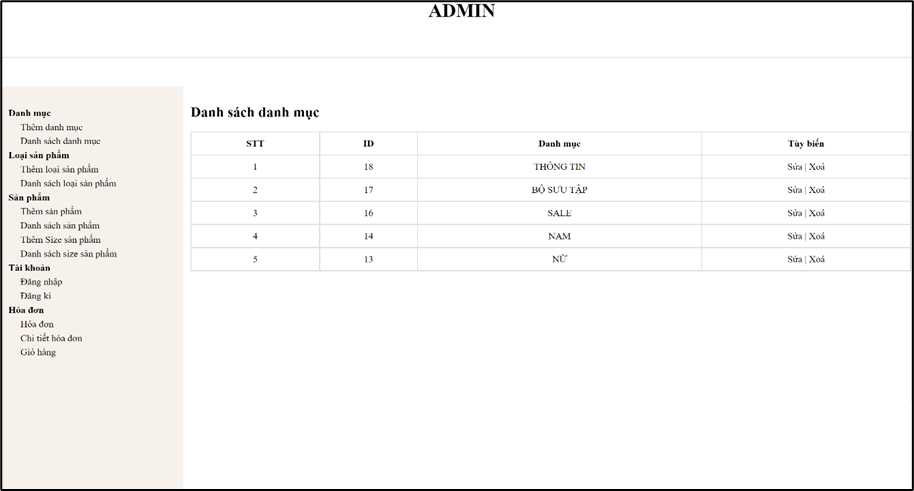 ADMIN
Danh mục
Thêm danh mục
Danh sách danh mục
Loại sản phẩm
Thêm loại sản phẩm
Danh sách loại sản phẩm
Sản phẩm
Thêm sản phẩm
Danh sách sản phẩm
Thêm Size sản phẩm
Danh sách size sản phẩm
Tài khoản
Đăng nhập
Đăng kí
Hóa đơn
Hóa đơn
Chi tiết hóa đơn
Giỏ hàng
Danh sách danh mục
STT ID Danh mục Tùy biến
1 18 THÔNG TIN Sửa | Xoá
2 17 BỘ SƯU TẬP Sửa | Xoá
3 16 SALE Sửa | Xoá
4 14 NAM Sửa | Xoá
5 13 NỮ Sửa | Xoá